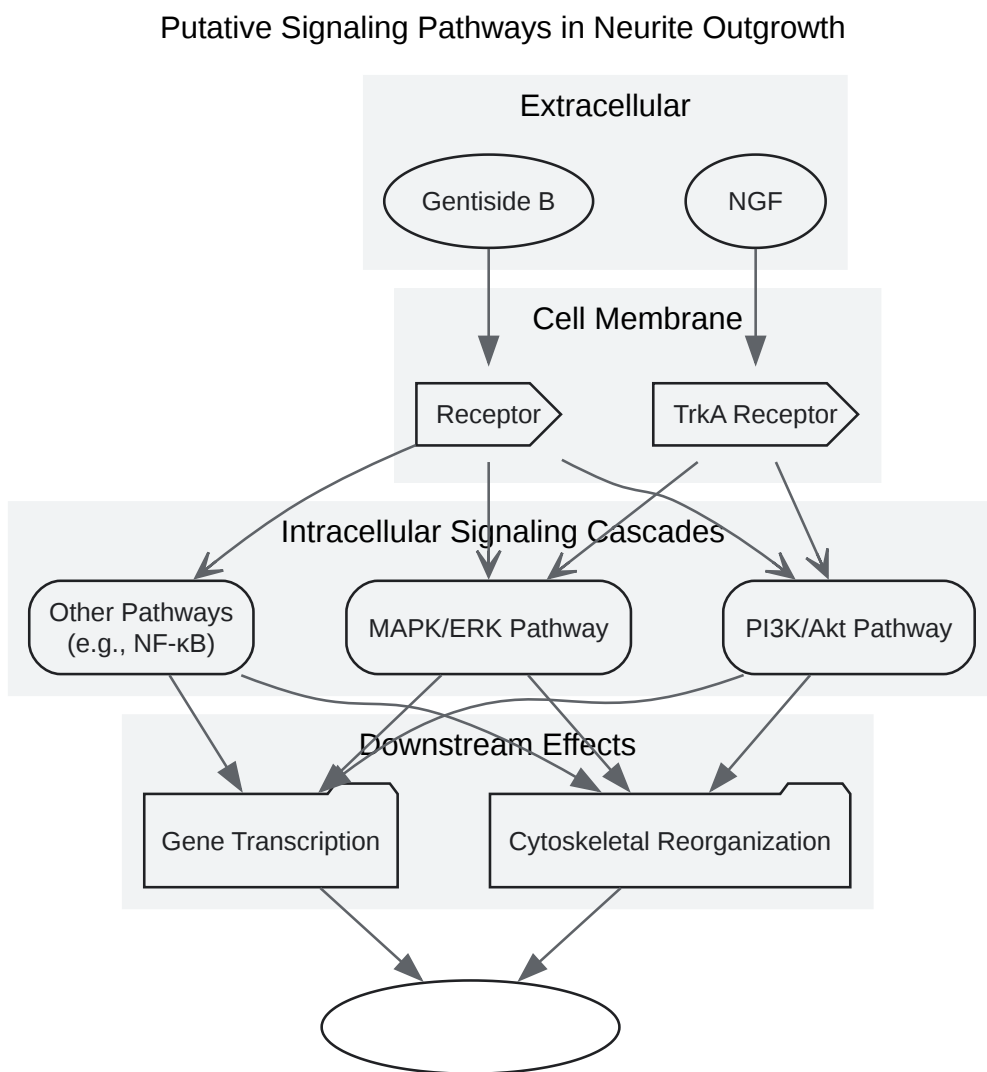 Putative Signaling Pathways in Neurite Outgrowth
Extracellular
Gentiside B
NGF
Cell Membrane
Receptor
TrkA Receptor
Intracellular Signaling Cascades
Other Pathways
(e.g., NF-κB)
MAPK/ERK Pathway
PI3K/Akt Pathway
Downstream Effects
Gene Transcription
Cytoskeletal Reorganization